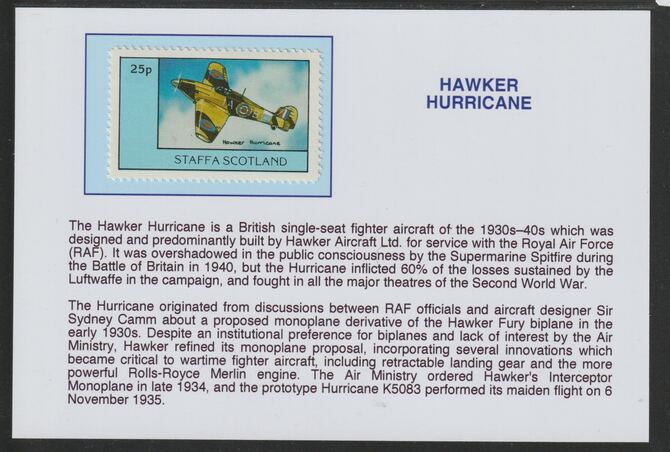 25p
Hawker Hurricane
STAFFA SCOTLAND
HAWKER
HURRICANE
The Hawker Hurricane is a British single-seat fighter aircraft of the 1930s–40s which was
designed and predominantly built by Hawker Aircraft Ltd. for service with the Royal Air Force
(RAF). It was overshadowed in the public consciousness by the Supermarine Spitfire during
the Battle of Britain in 1940, but the Hurricane inflicted 60% of the losses sustained by the
Luftwaffe in the campaign, and fought in all the major theatres of the Second World War.
The Hurricane originated from discussions between RAF officials and aircraft designer Sir
Sydney Camm about a proposed monoplane derivative of the Hawker Fury biplane in the
early 1930s. Despite an institutional preference for biplanes and lack of interest by the Air
Ministry, Hawker refined its monoplane proposal, incorporating several innovations which
became critical to wartime fighter aircraft, including retractable landing gear and the more
powerful Rolls-Royce Merlin engine. The Air Ministry ordered Hawker's Interceptor
Monoplane in late 1934, and the prototype Hurricane K5083 performed its maiden flight on 6
November 1935.